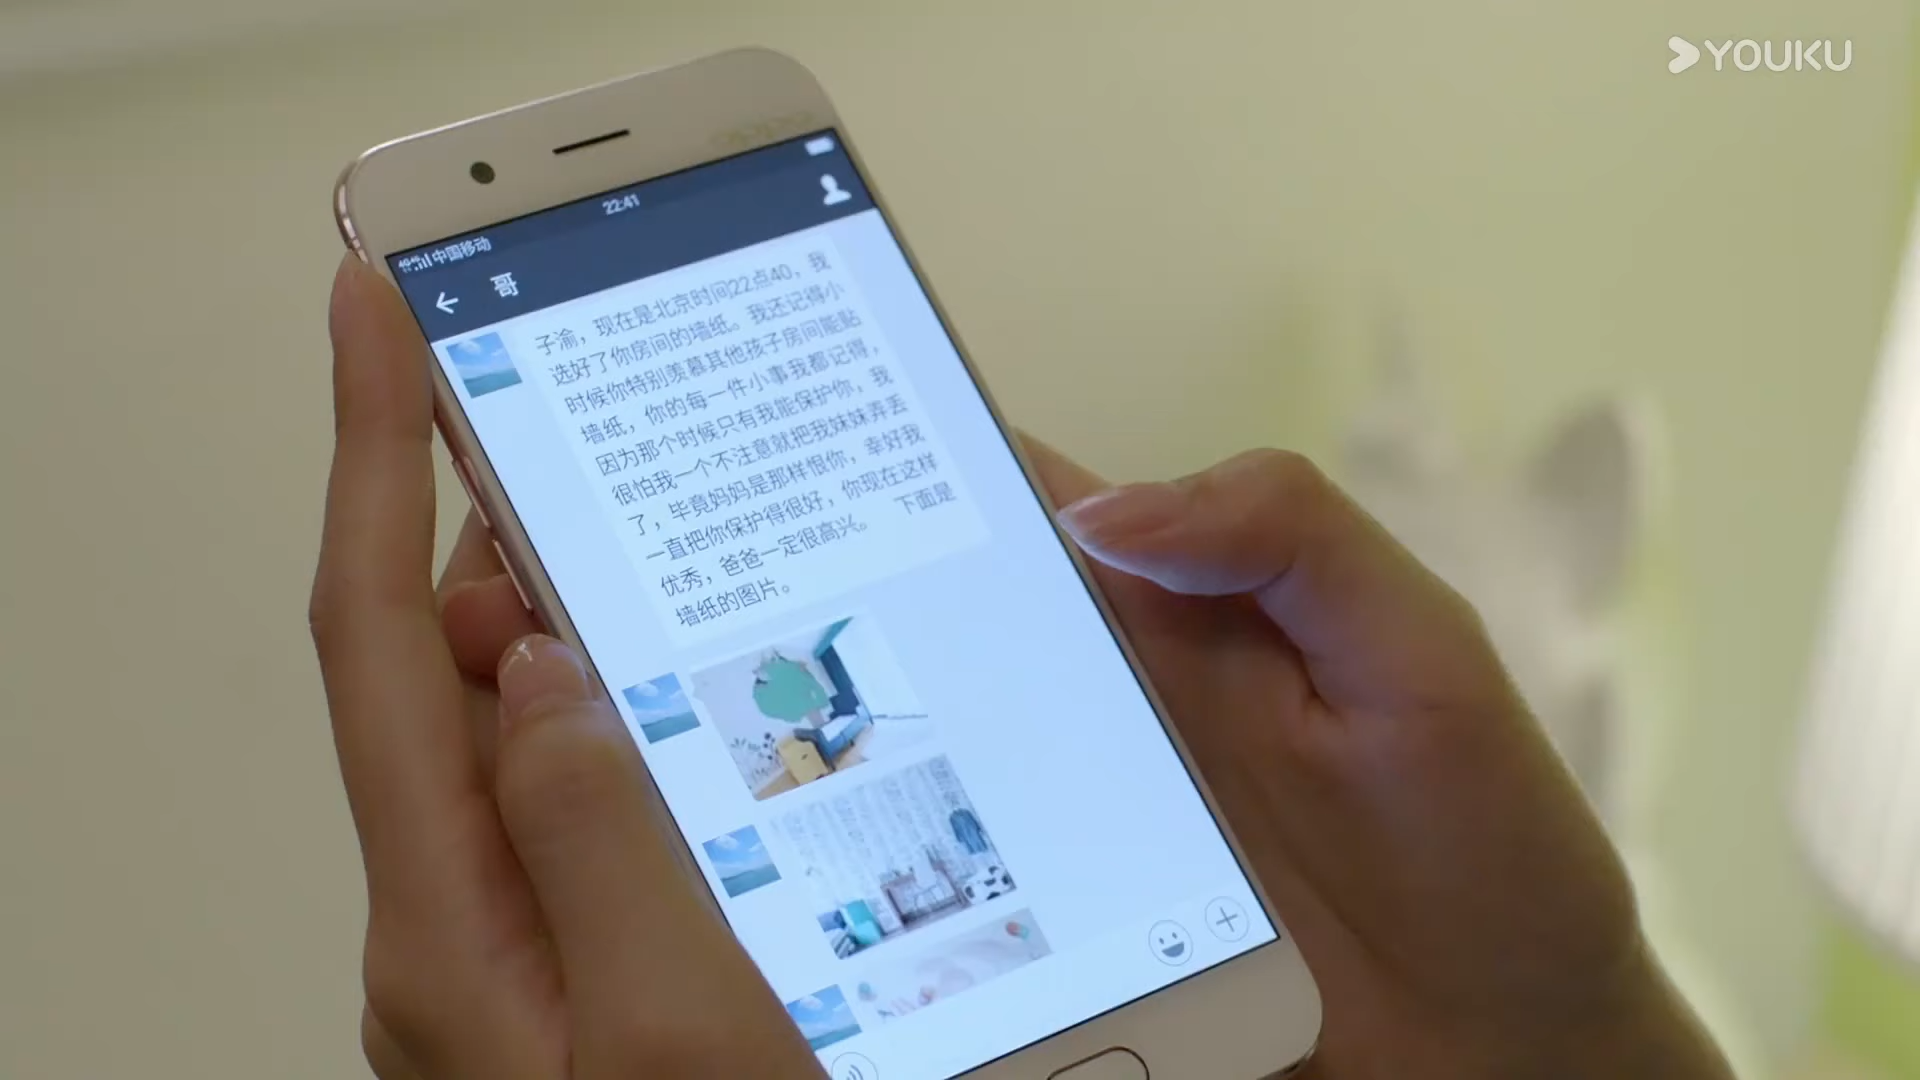 YOUKU
中国移动
22:41
哥
子渝，现在是北京时间22点40，我
选好了你房间的墙纸。我还记得小
时候你特别羡慕其他孩子房间能贴
墙纸，你的每一件小事我都记得，
因为那个时候只有我能保护你，我
很怕我一个不注意就把我妹妹弄丢
了，毕竟妈妈是那样恨你，幸好我
一直把你保护得很好，你现在这样
优秀，爸爸一定很高兴。 下面是
墙纸的图片。